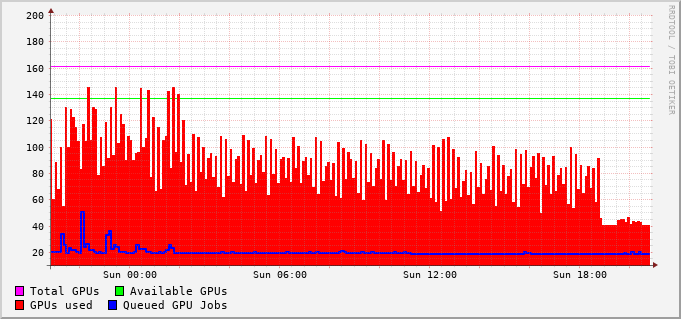 200
180
160
140
120
100
80
60
40
20
Sun 00:00 Sun 06:00 Sun 12:00 Sun 18:00
Total GPUs Available GPUs
GPUs used Queued GPU Jobs
RRDTOOL / TOBI OETIKER